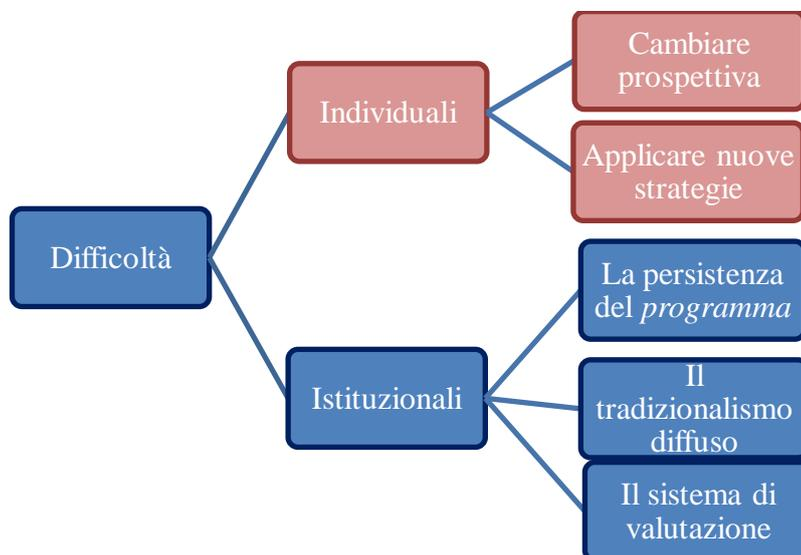 Cambiare
prospettiva
Individuali
Applicare nuove
strategie
Difficoltà
La persistenza
del programma
Istituzionali
Il
tradizionalismo
diffuso
Il sistema di
valutazione